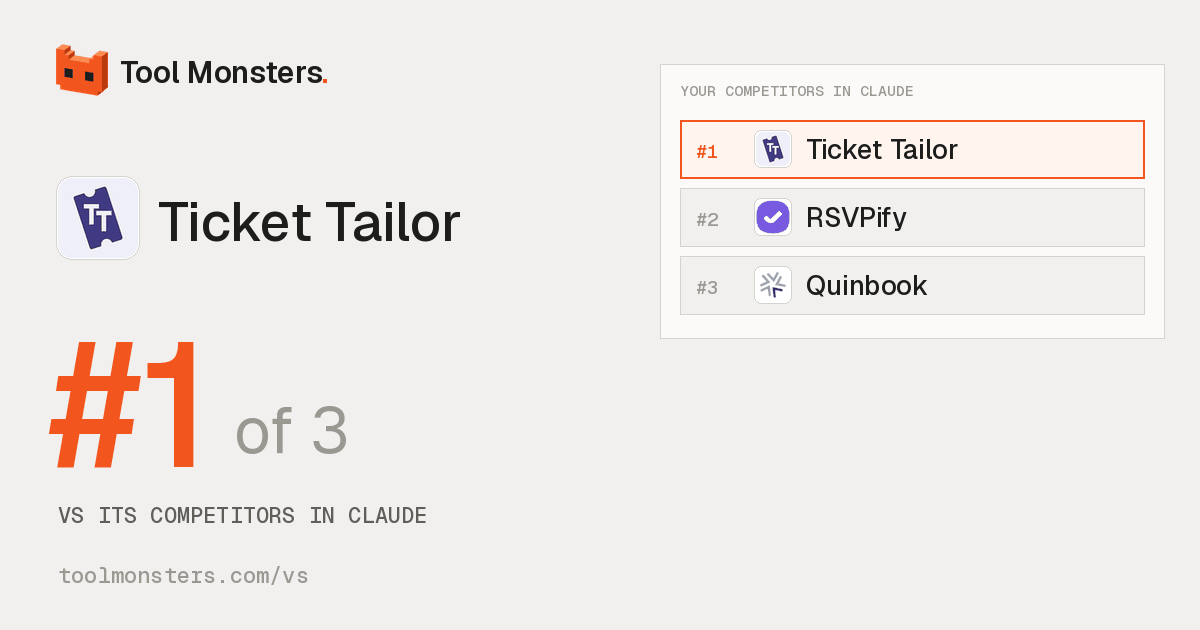 Tool Monsters.
Ticket Tailor
#1 of 3
VS ITS COMPETITORS IN CLAUDE
toolmonsters.com/vs
YOUR COMPETITORS IN CLAUDE
#1 TT Ticket Tailor
#2 RSVPify
#3 Quinbook